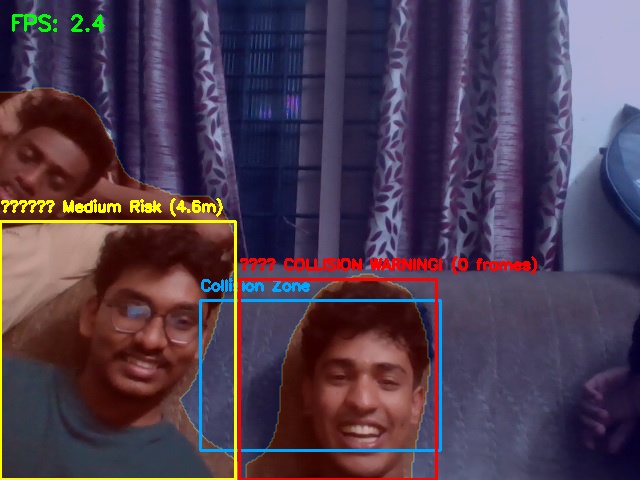 FPS: 2.4
?????? Medium Risk (4.6m)
???? COLLISION WARNING! (0 frames)
Collision Zone